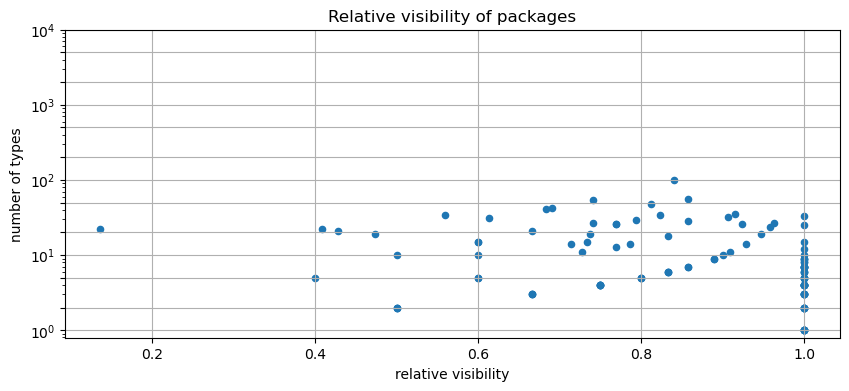 Relative visibility of packages
number of types
10^4
10^3
10^2
10^1
10^0
0.2 0.4 0.6 0.8 1.0
relative visibility